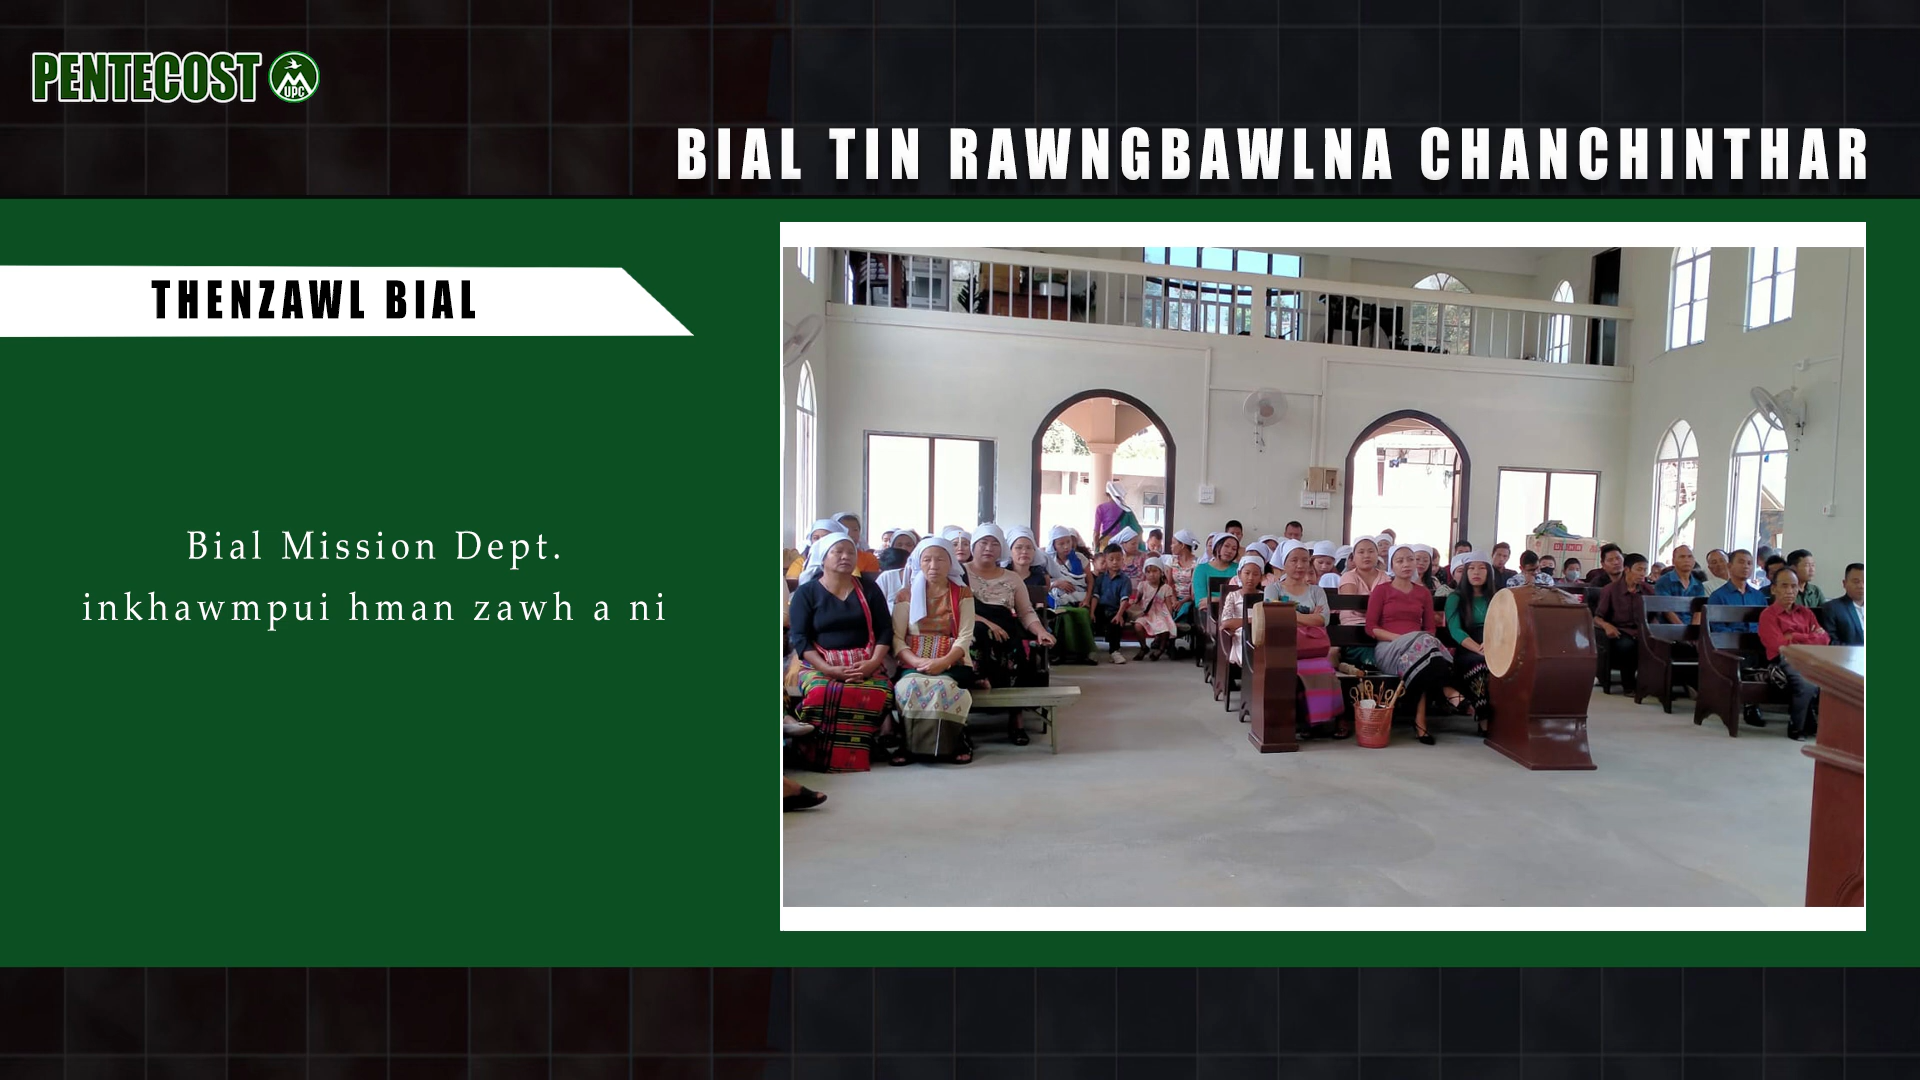 PENTECOST UPC
BIAL TIN RAWNGBAWLNA CHANCHINTHAR
THENZAWL BIAL
Bial Mission Dept.
inkhawmpui hman zawh a ni